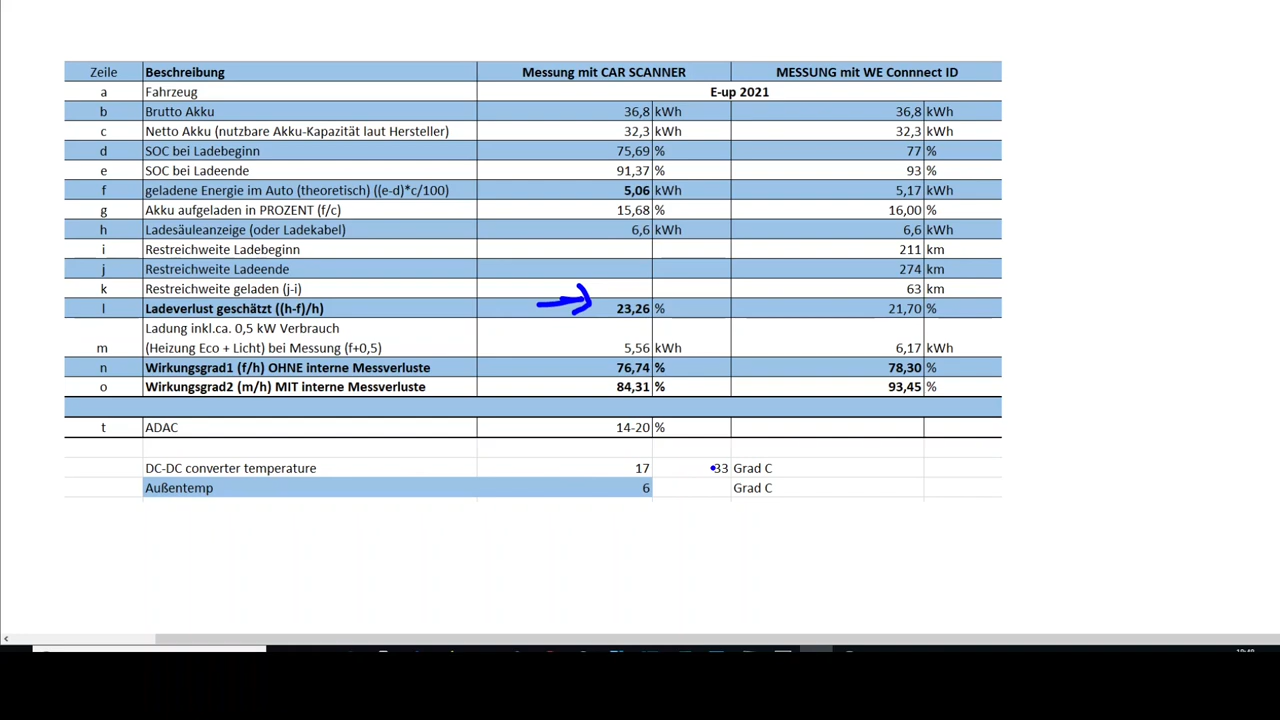 Zeile Beschreibung Messung mit CAR SCANNER MESSUNG mit WE Connnect ID
a Fahrzeug E-up 2021
b Brutto Akku 36,8 kWh 36,8 kWh
c Netto Akku (nutzbare Akku-Kapazität laut Hersteller) 32,3 kWh 32,3 kWh
d SOC bei Ladebeginn 75,69 % 77 %
e SOC bei Ladeende 91,37 % 93 %
f geladene Energie im Auto (theoretisch) ((e-d)*c/100) 5,06 kWh 5,17 kWh
g Akku aufgeladen in PROZENT (f/c) 15,68 % 16,00 %
h Ladesäuleanzeige (oder Ladekabel) 6,6 kWh 6,6 kWh
i Restreichweite Ladebeginn 211 km
j Restreichweite Ladeende 274 km
k Restreichweite geladen (j-i) 63 km
l Ladeverlust geschätzt ((h-f)/h) 23,26 % 21,70 %
Ladung inkl.ca. 0,5 kW Verbrauch
m (Heizung Eco + Licht) bei Messung (f+0,5) 5,56 kWh 6,17 kWh
n Wirkungsgrad1 (f/h) OHNE interne Messverluste 76,74 % 78,30 %
o Wirkungsgrad2 (m/h) MIT interne Messverluste 84,31 % 93,45 %
t ADAC 14-20 %
DC-DC converter temperature 17 33 Grad C
Außentemp 6 Grad C